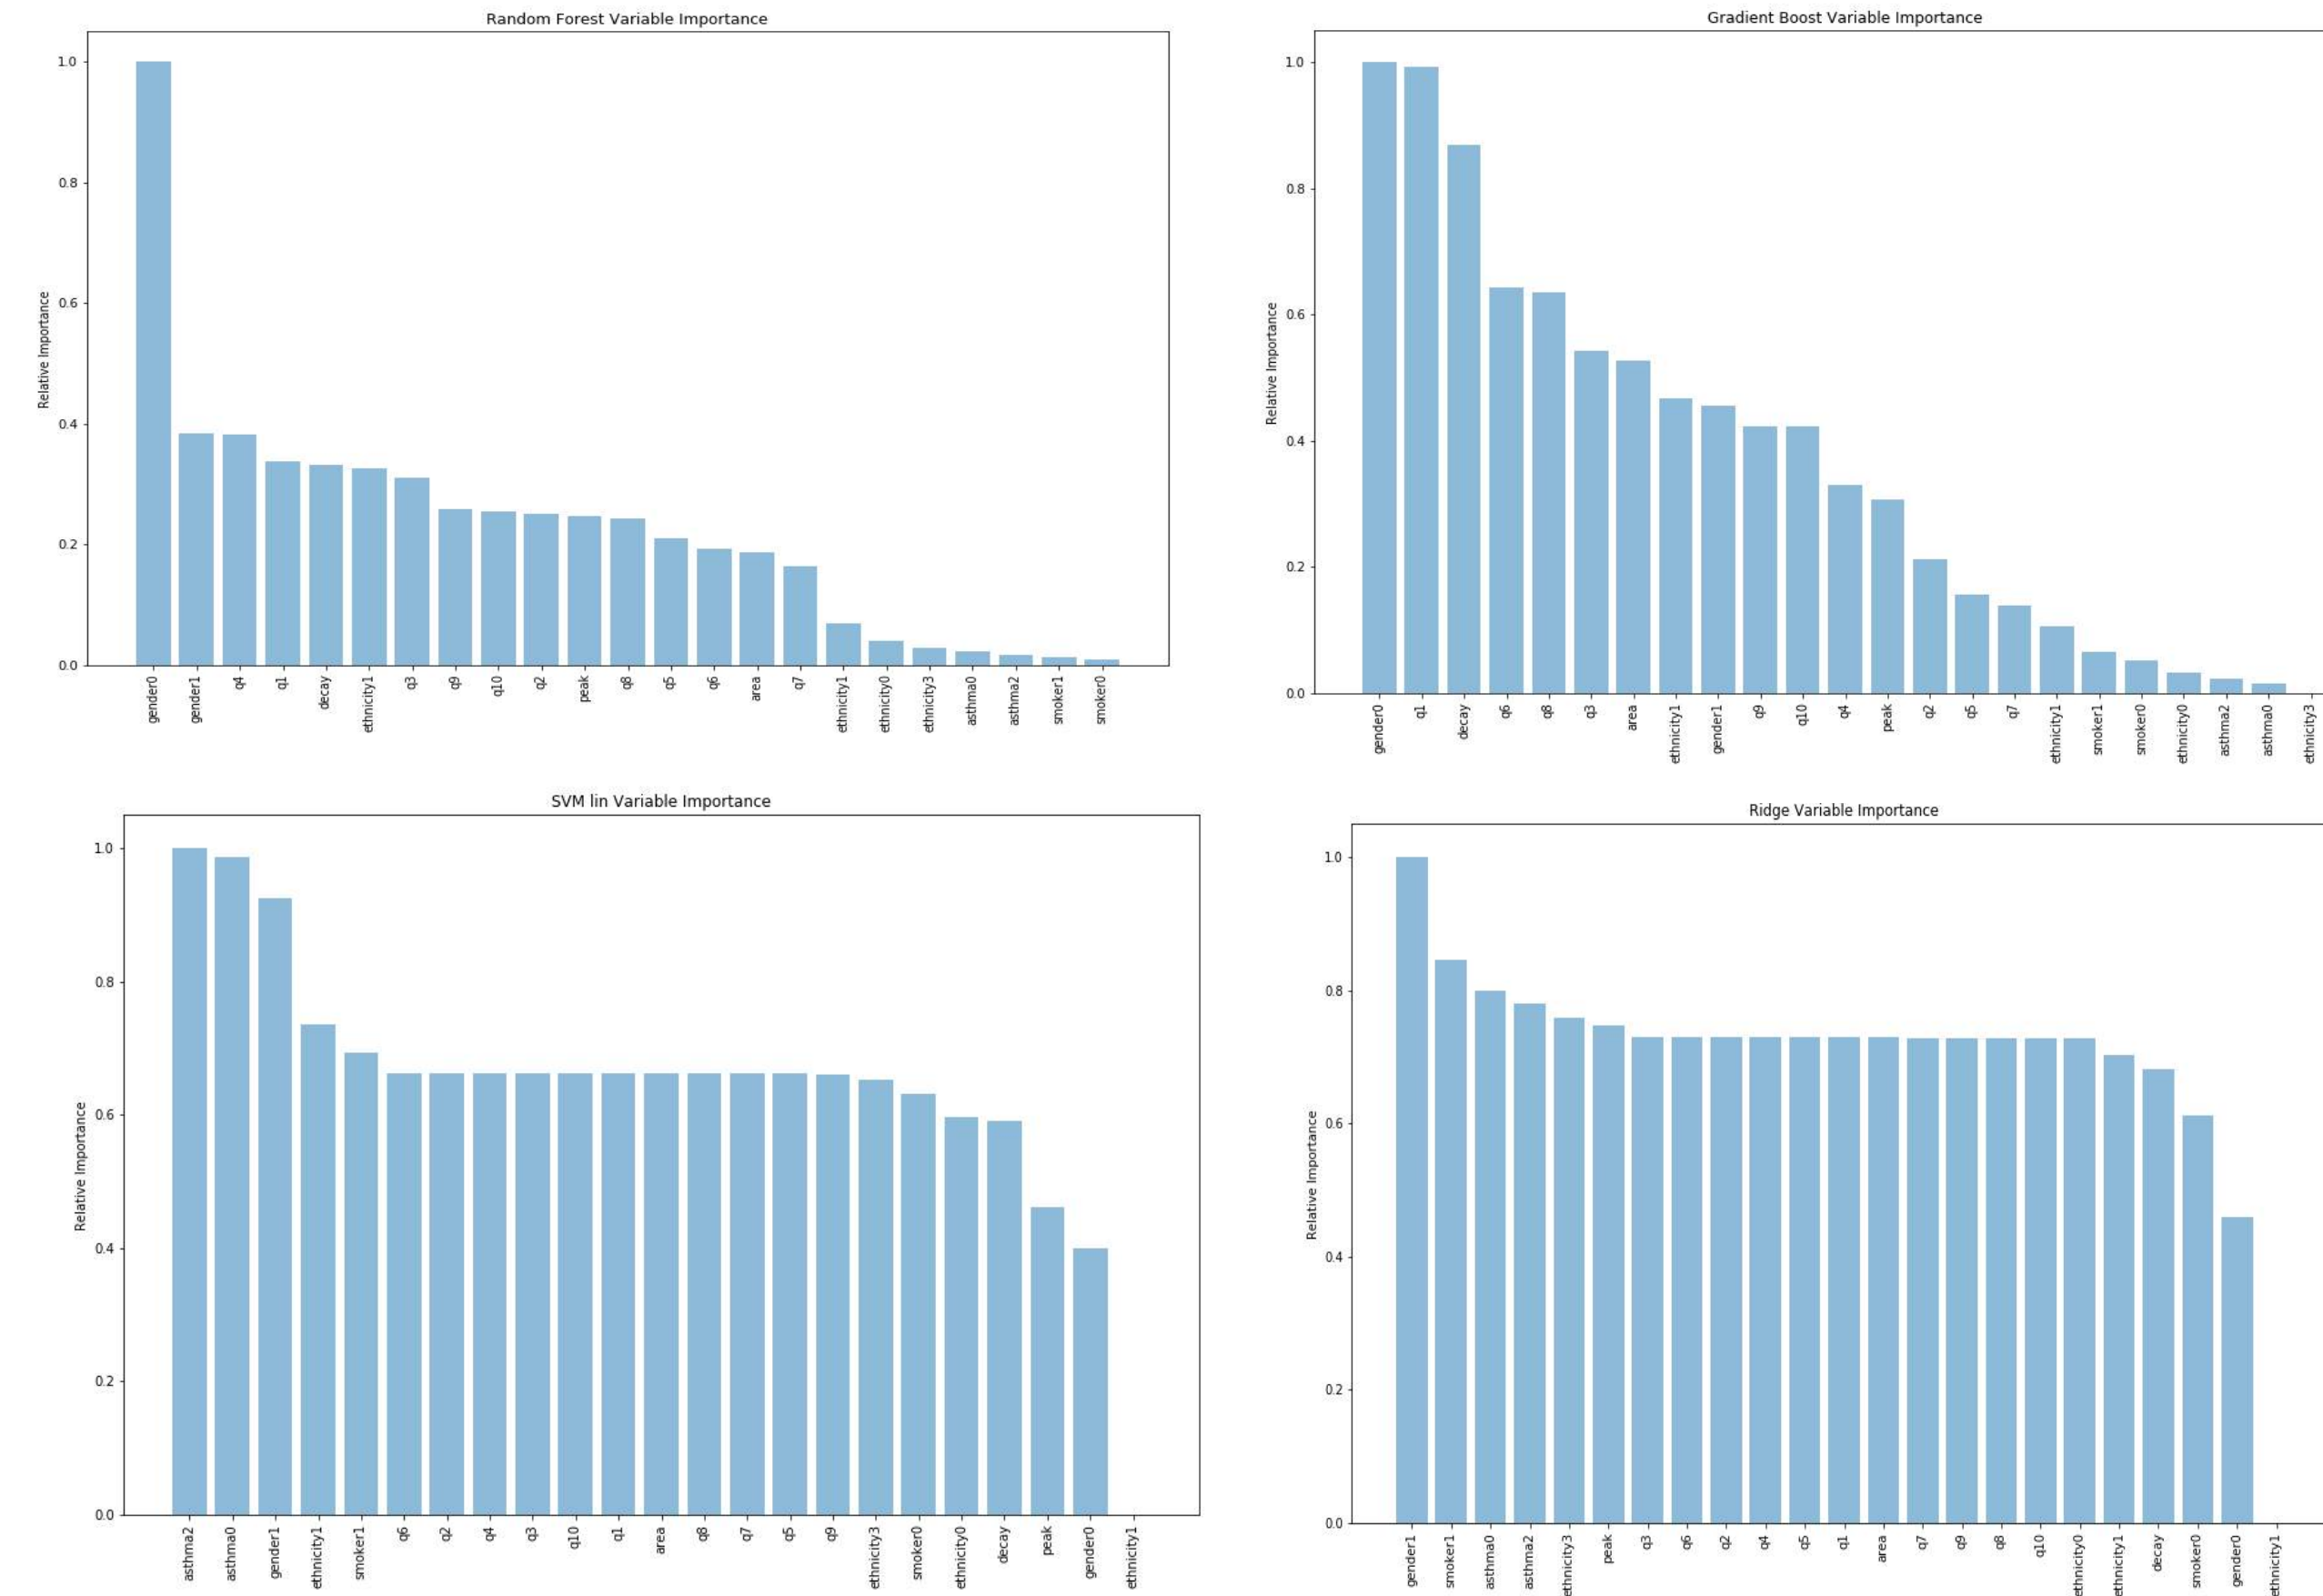 Random Forest Variable Importance
Relative Importance
1.0
0.8
0.6
0.4
0.2
0.0
gender0
gender1
q4
q1
decay
ethnicity1
q3
q9
q10
q2
peak
q8
q5
q6
area
q7
ethnicity1
ethnicity0
ethnicity3
asthma0
asthma2
smoker1
smoker0
Gradient Boost Variable Importance
Relative Importance
1.0
0.8
0.6
0.4
0.2
0.0
gender0
q1
decay
q6
q8
q3
area
ethnicity1
gender1
q9
q10
q4
peak
q2
q5
q7
ethnicity1
smoker1
smoker0
ethnicity0
asthma2
asthma0
ethnicity3
SVM lin Variable Importance
Relative Importance
1.0
0.8
0.6
0.4
0.2
0.0
asthma2
asthma0
gender1
ethnicity1
smoker1
q6
q2
q4
q3
q10
q1
area
q8
q7
q5
q9
ethnicity3
smoker0
ethnicity0
decay
peak
gender0
ethnicity1
Ridge Variable Importance
Relative Importance
1.0
0.8
0.6
0.4
0.2
0.0
gender1
smoker1
asthma0
asthma2
ethnicity3
peak
q3
q6
q2
q4
q5
q1
area
q7
q9
q8
q10
ethnicity0
ethnicity1
decay
smoker0
gender0
ethnicity1